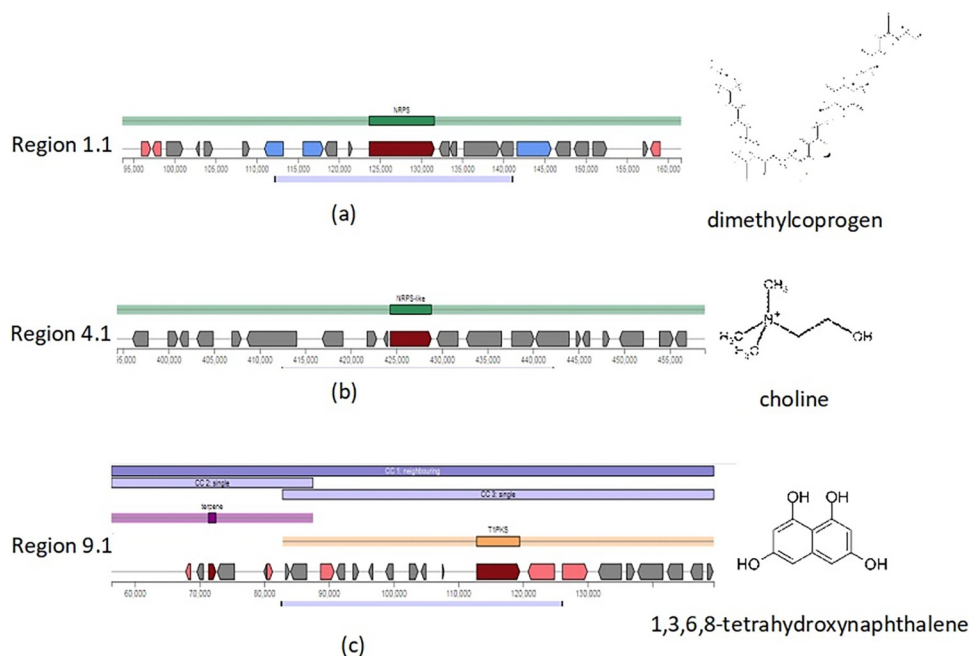 NRPS
Region 1.1
95,000 100,000 105,000 110,000 115,000 120,000 125,000 130,000 135,000 140,000 145,000 150,000 155,000 160,000
(a)
dimethylcoprogen
NRPS-like
Region 4.1
400,000 405,000 410,000 415,000 420,000 425,000 430,000 435,000 440,000 445,000 450,000 455,000
(b)
CH₃
N⁺
OH
H₃C
choline
CC 1: neighbouring
CC 2: single
CC 3: single
terpene
T1PKS
Region 9.1
60,000 70,000 80,000 90,000 100,000 110,000 120,000 130,000
(c)
OH OH
HO OH
1,3,6,8-tetrahydroxynaphthalene